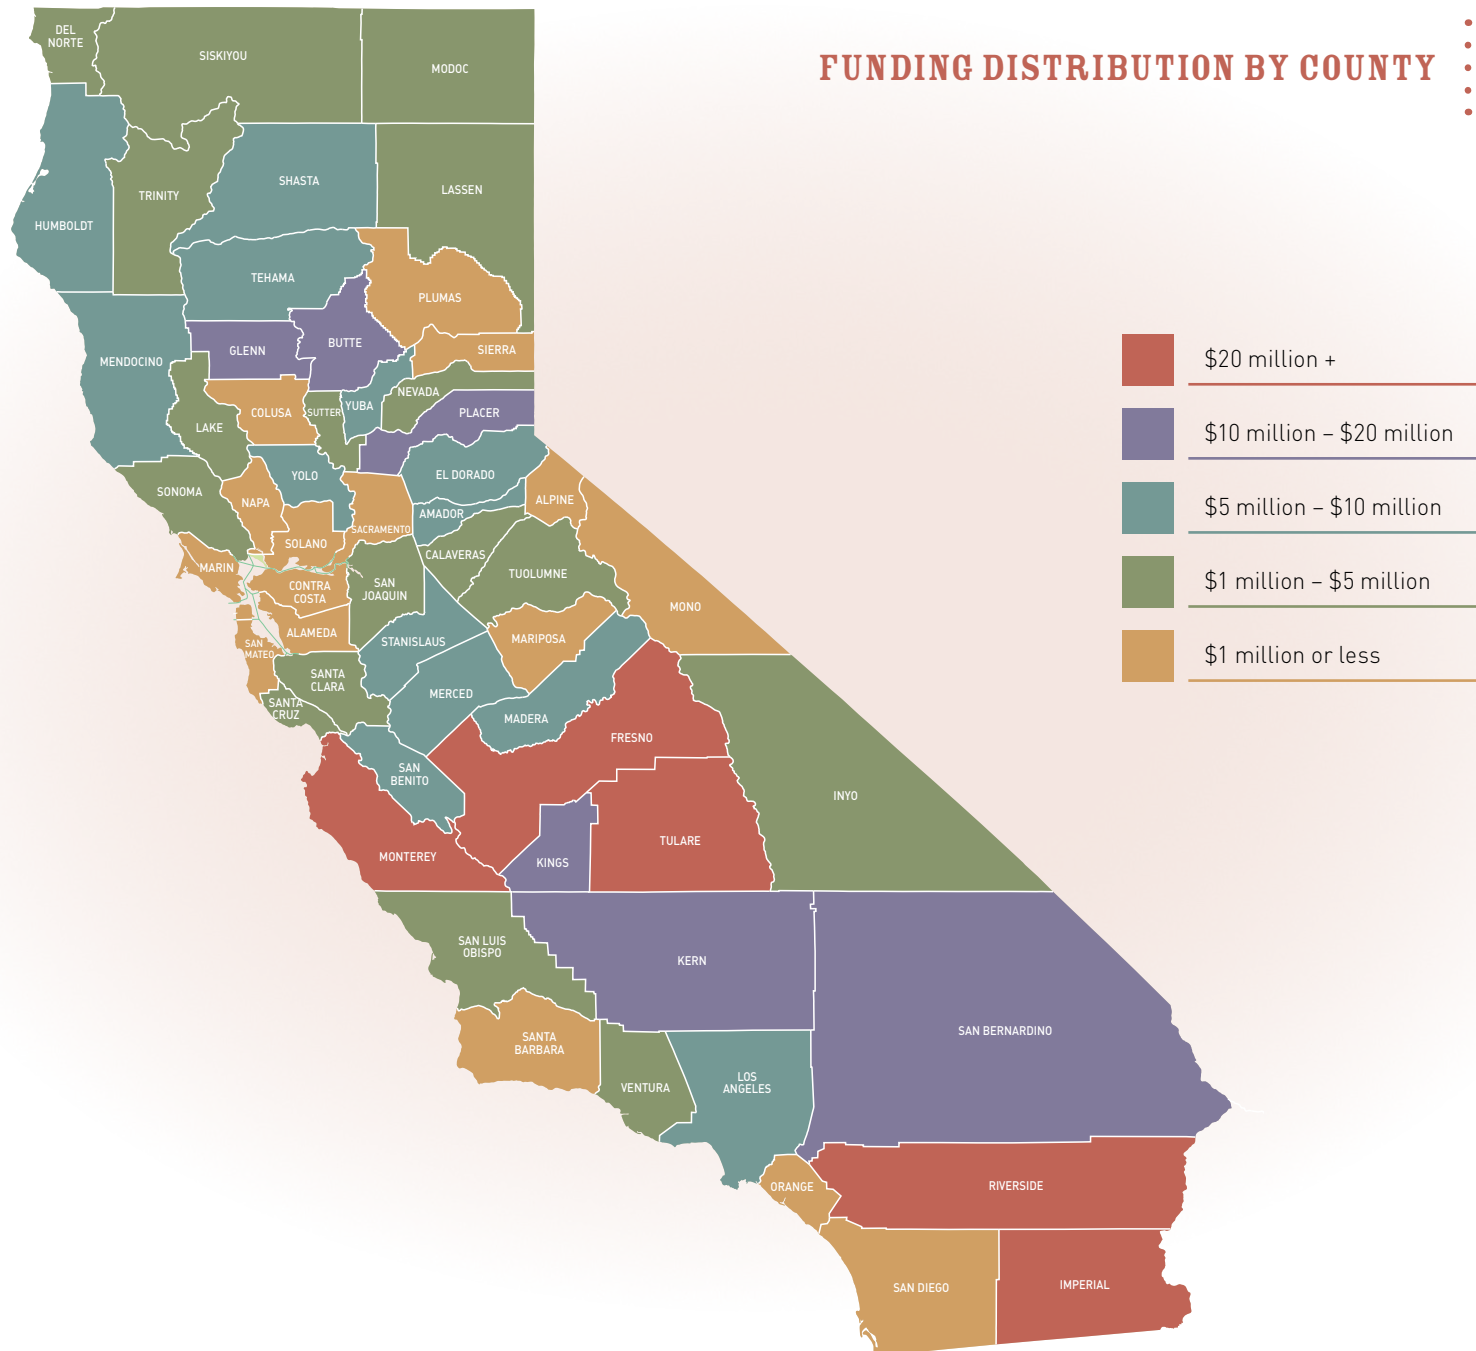 FUNDING DISTRIBUTION BY COUNTY
DEL
NORTE
SISKIYOU
MODOC
HUMBOLDT
TRINITY
SHASTA
LASSEN
TEHAMA
PLUMAS
MENDOCINO
GLENN
BUTTE
SIERRA
LAKE
COLUSA
SUTTER
YUBA
NEVADA
PLACER
SONOMA
NAPA
YOLO
EL DORADO
SACRAMENTO
AMADOR
ALPINE
MARIN
SOLANO
CALAVERAS
TUOLUMNE
CONTRA
COSTA
SAN
JOAQUIN
MONO
ALAMEDA
SAN
MATEO
STANISLAUS
MARIPOSA
SANTA
CLARA
SANTA
CRUZ
MERCED
MADERA
FRESNO
SAN
BENITO
INYO
MONTEREY
KINGS
TULARE
SAN LUIS
OBISPO
KERN
SAN BERNARDINO
SANTA
BARBARA
VENTURA
LOS
ANGELES
ORANGE
RIVERSIDE
SAN DIEGO
IMPERIAL
$20 million +
$10 million – $20 million
$5 million – $10 million
$1 million – $5 million
$1 million or less